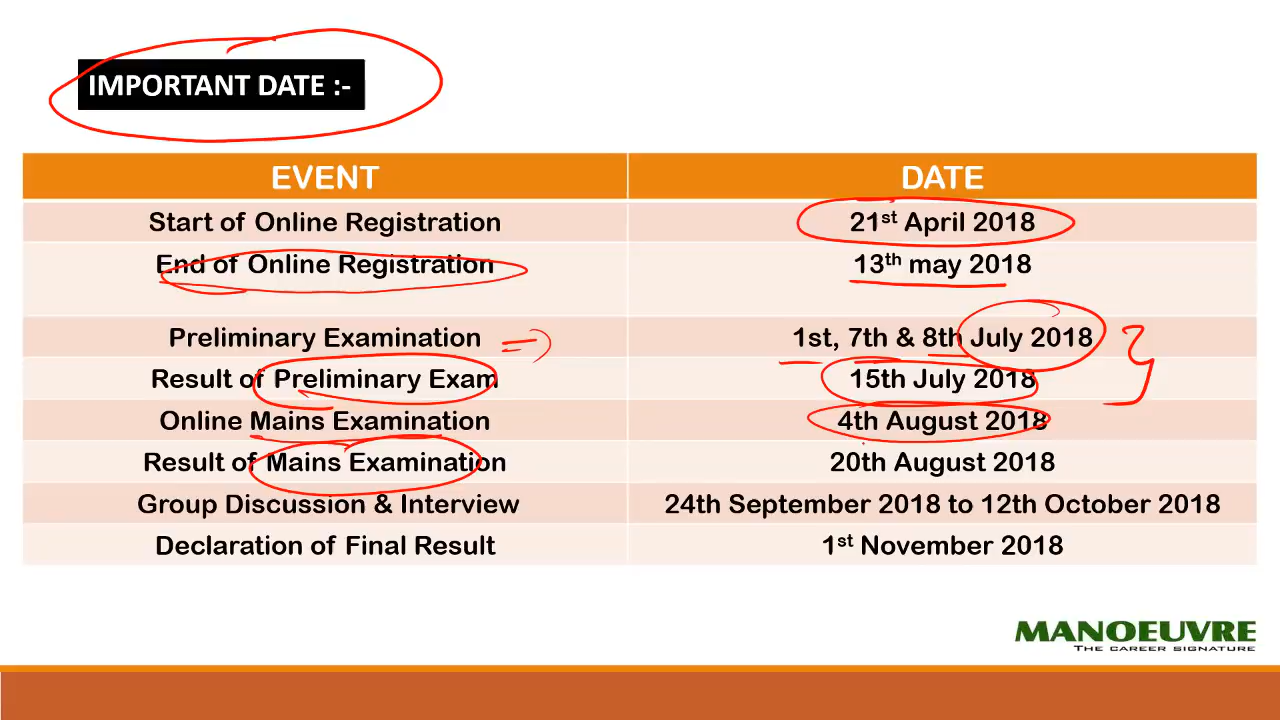 IMPORTANT DATE :-
EVENT DATE
Start of Online Registration 21st April 2018
End of Online Registration 13th may 2018
Preliminary Examination 1st, 7th & 8th July 2018
Result of Preliminary Exam 15th July 2018
Online Mains Examination 4th August 2018
Result of Mains Examination 20th August 2018
Group Discussion & Interview 24th September 2018 to 12th October 2018
Declaration of Final Result 1st November 2018
MANOEUVRE
THE CAREER SIGNATURE